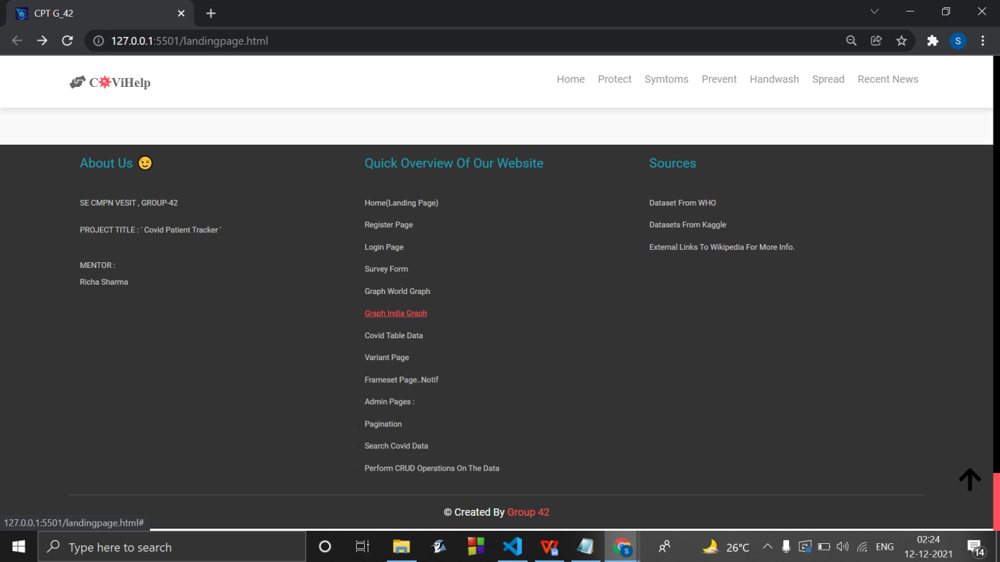 CPT G_42
127.0.0.1:5501/landingpage.html
S
CViHelp
Home Protect Symtoms Prevent Handwash Spread Recent News
About Us 😉
SE CMPN VESIT , GROUP-42
PROJECT TITLE : ' Covid Patient Tracker '
MENTOR :
Richa Sharma
Quick Overview Of Our Website
Home(Landing Page)
Register Page
Login Page
Survey Form
Graph World Graph
Graph India Graph
Covid Table Data
Variant Page
Frameset Page..Notif
Admin Pages :
Pagination
Search Covid Data
Perform CRUD Operations On The Data
Sources
Dataset From WHO
Datasets From Kaggle
External Links To Wikipedia For More Info.
© Created By Group 42
127.0.0.1:5501/landingpage.html#
Type here to search
S
26°C
ENG
02:24
12-12-2021
14